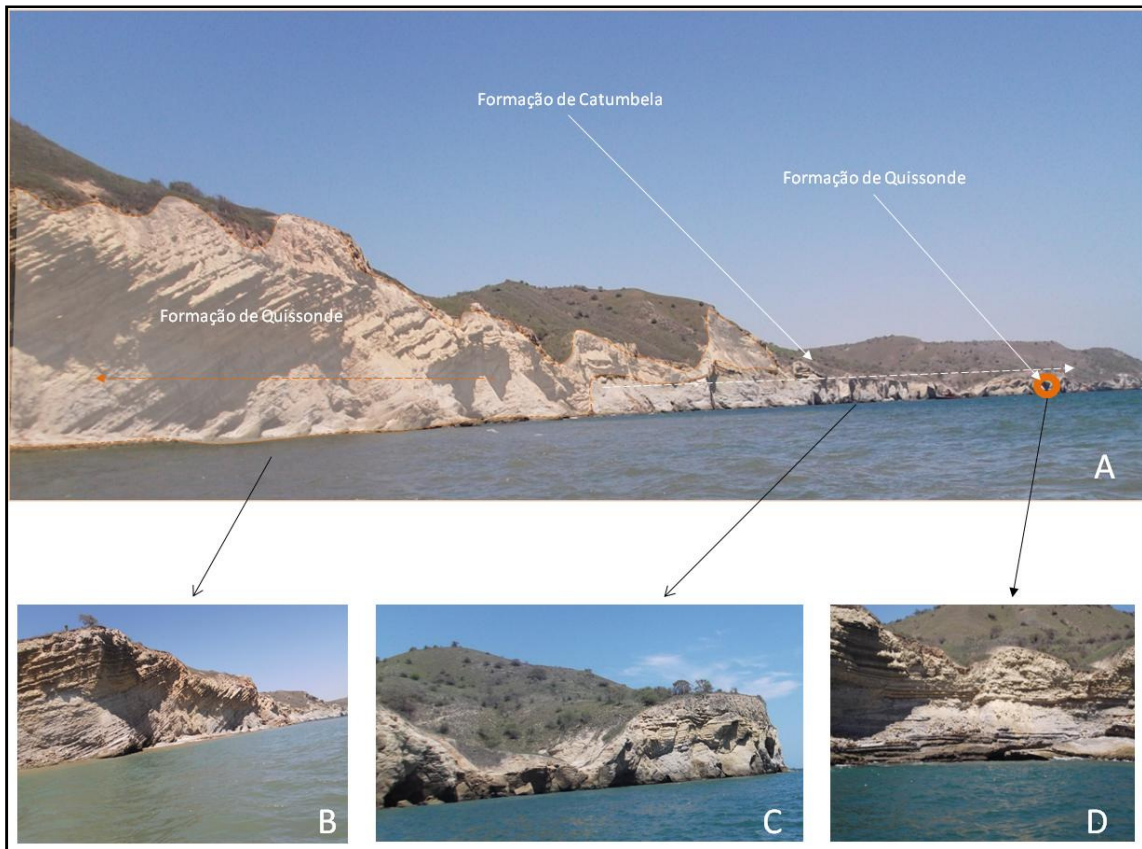 Formação de Catumbela
Formação de Quissonde
Formação de Quissonde
A
B
C
D